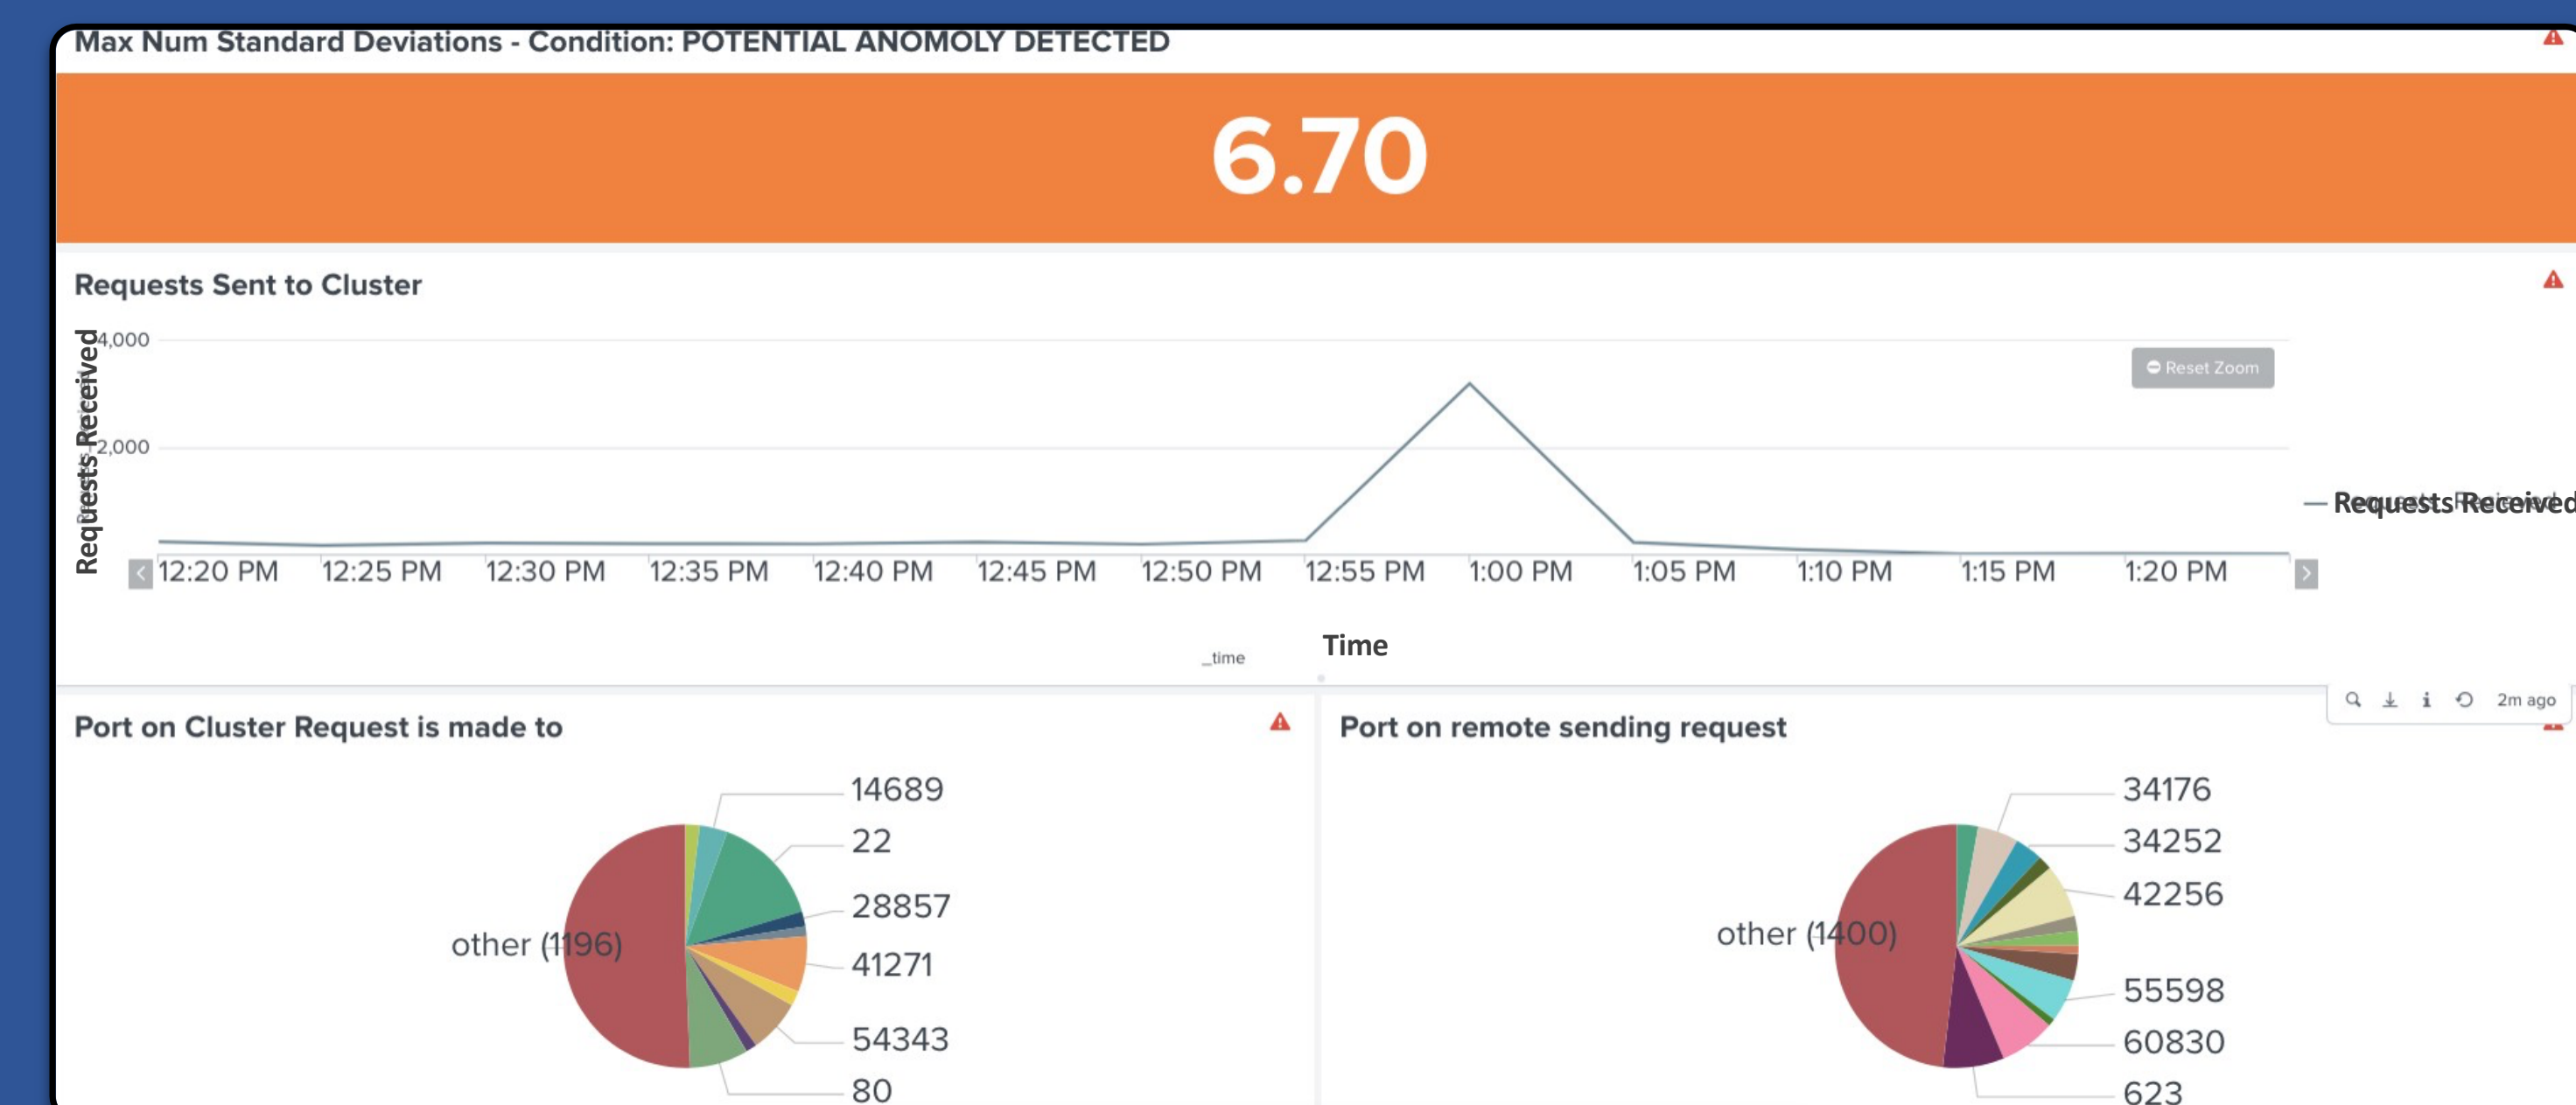 Max Num Standard Deviations - Condition: POTENTIAL ANOMOLY DETECTED
6.70
Requests Sent to Cluster
4,000
2,000
Requests Received
Reset Zoom
Requests Received
12:20 PM 12:25 PM 12:30 PM 12:35 PM 12:40 PM 12:45 PM 12:50 PM 12:55 PM 1:00 PM 1:05 PM 1:10 PM 1:15 PM 1:20 PM
_time
Time
2m ago
Port on Cluster Request is made to
14689
22
28857
41271
54343
80
other (1196)
Port on remote sending request
34176
34252
42256
55598
60830
623
other (1400)